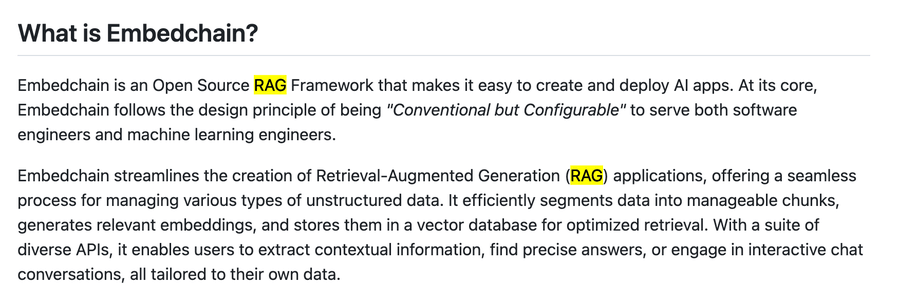 What is Embedchain?
Embedchain is an Open Source RAG Framework that makes it easy to create and deploy AI apps. At its core,
Embedchain follows the design principle of being "Conventional but Configurable" to serve both software
engineers and machine learning engineers.
Embedchain streamlines the creation of Retrieval-Augmented Generation (RAG) applications, offering a seamless
process for managing various types of unstructured data. It efficiently segments data into manageable chunks,
generates relevant embeddings, and stores them in a vector database for optimized retrieval. With a suite of
diverse APIs, it enables users to extract contextual information, find precise answers, or engage in interactive chat
conversations, all tailored to their own data.